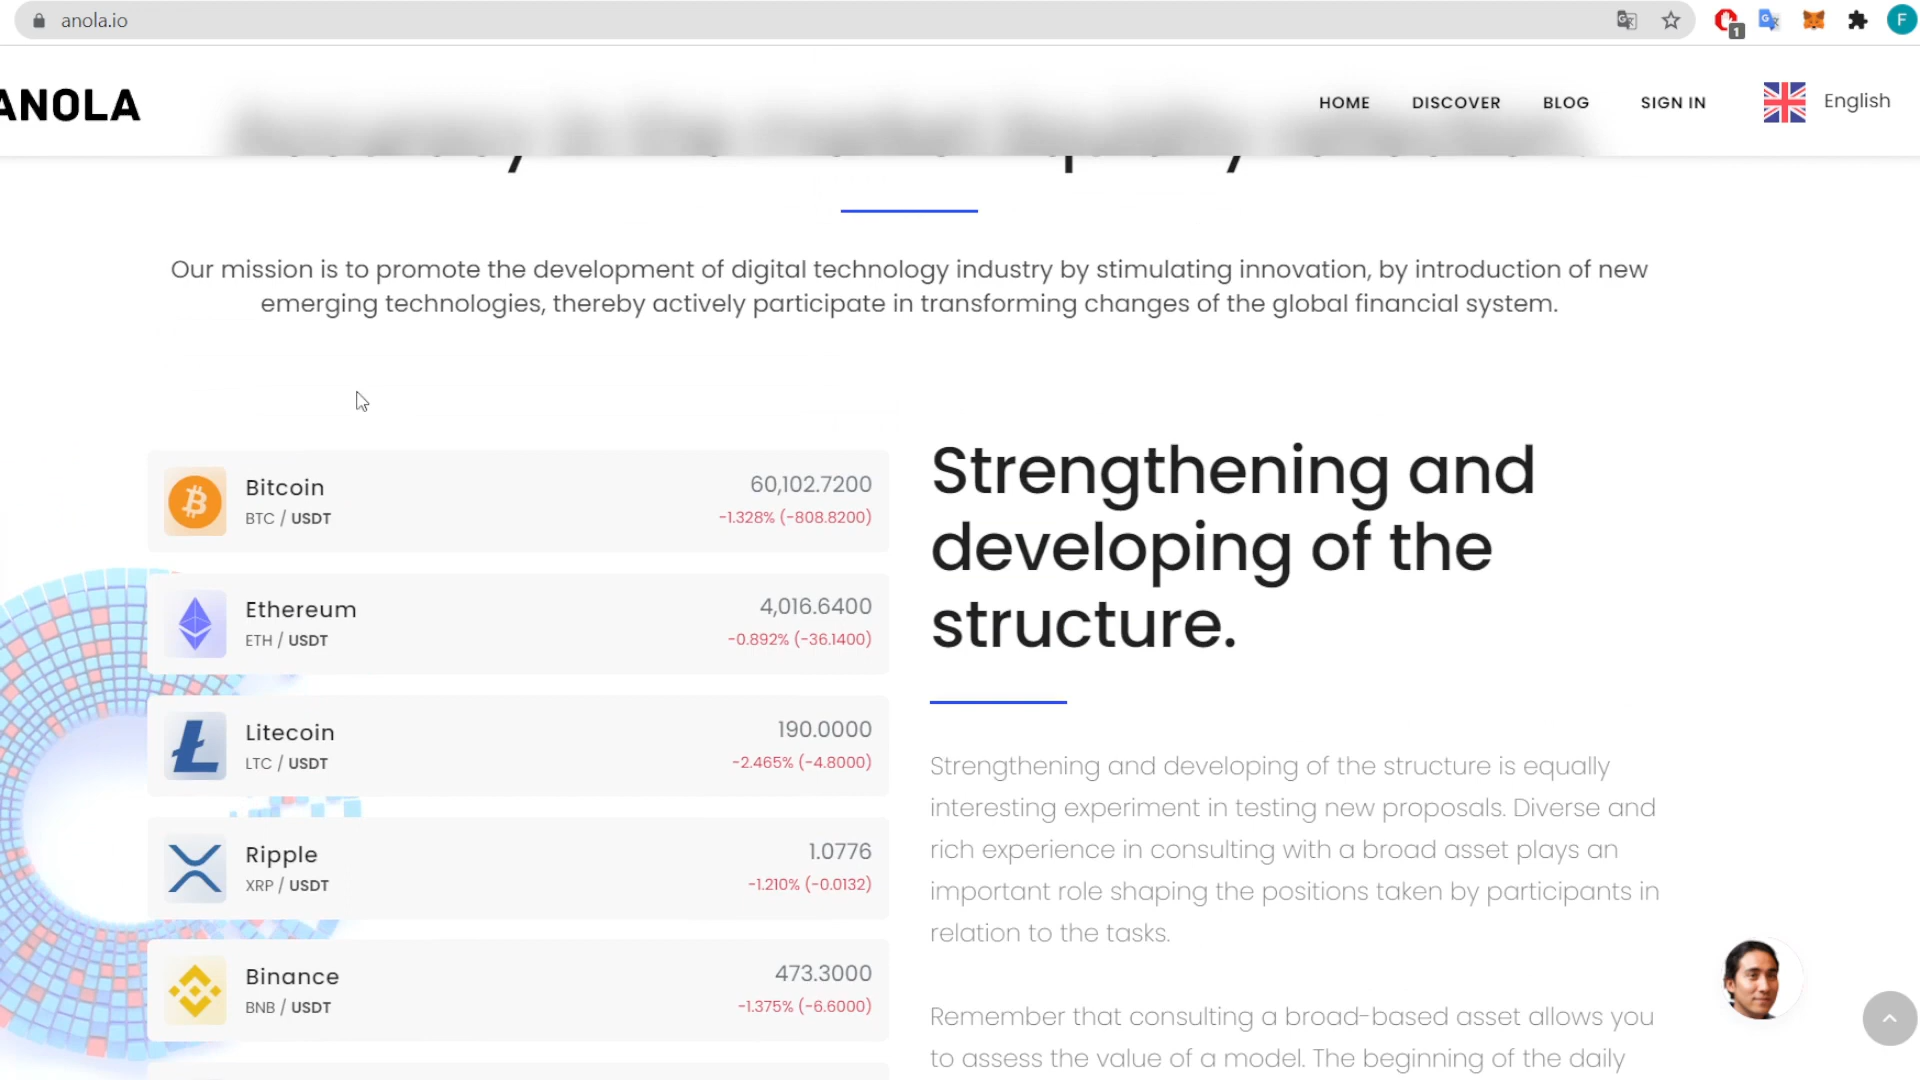 anola.io
1
F
ANOLA
HOME
DISCOVER
BLOG
SIGN IN
English
Our mission is to promote the development of digital technology industry by stimulating innovation, by introduction of new
emerging technologies, thereby actively participate in transforming changes of the global financial system.
Bitcoin
60,102.7200
BTC / USDT
-1.328% (-808.8200)
Ethereum
4,016.6400
ETH / USDT
-0.892% (-36.1400)
Litecoin
190.0000
LTC / USDT
-2.465% (-4.8000)
Ripple
1.0776
XRP / USDT
-1.210% (-0.0132)
Binance
473.3000
BNB / USDT
-1.375% (-6.6000)
Strengthening and
developing of the
structure.
Strengthening and developing of the structure is equally
interesting experiment in testing new proposals. Diverse and
rich experience in consulting with a broad asset plays an
important role shaping the positions taken by participants in
relation to the tasks.
Remember that consulting a broad-based asset allows you
to assess the value of a model. The beginning of the daily